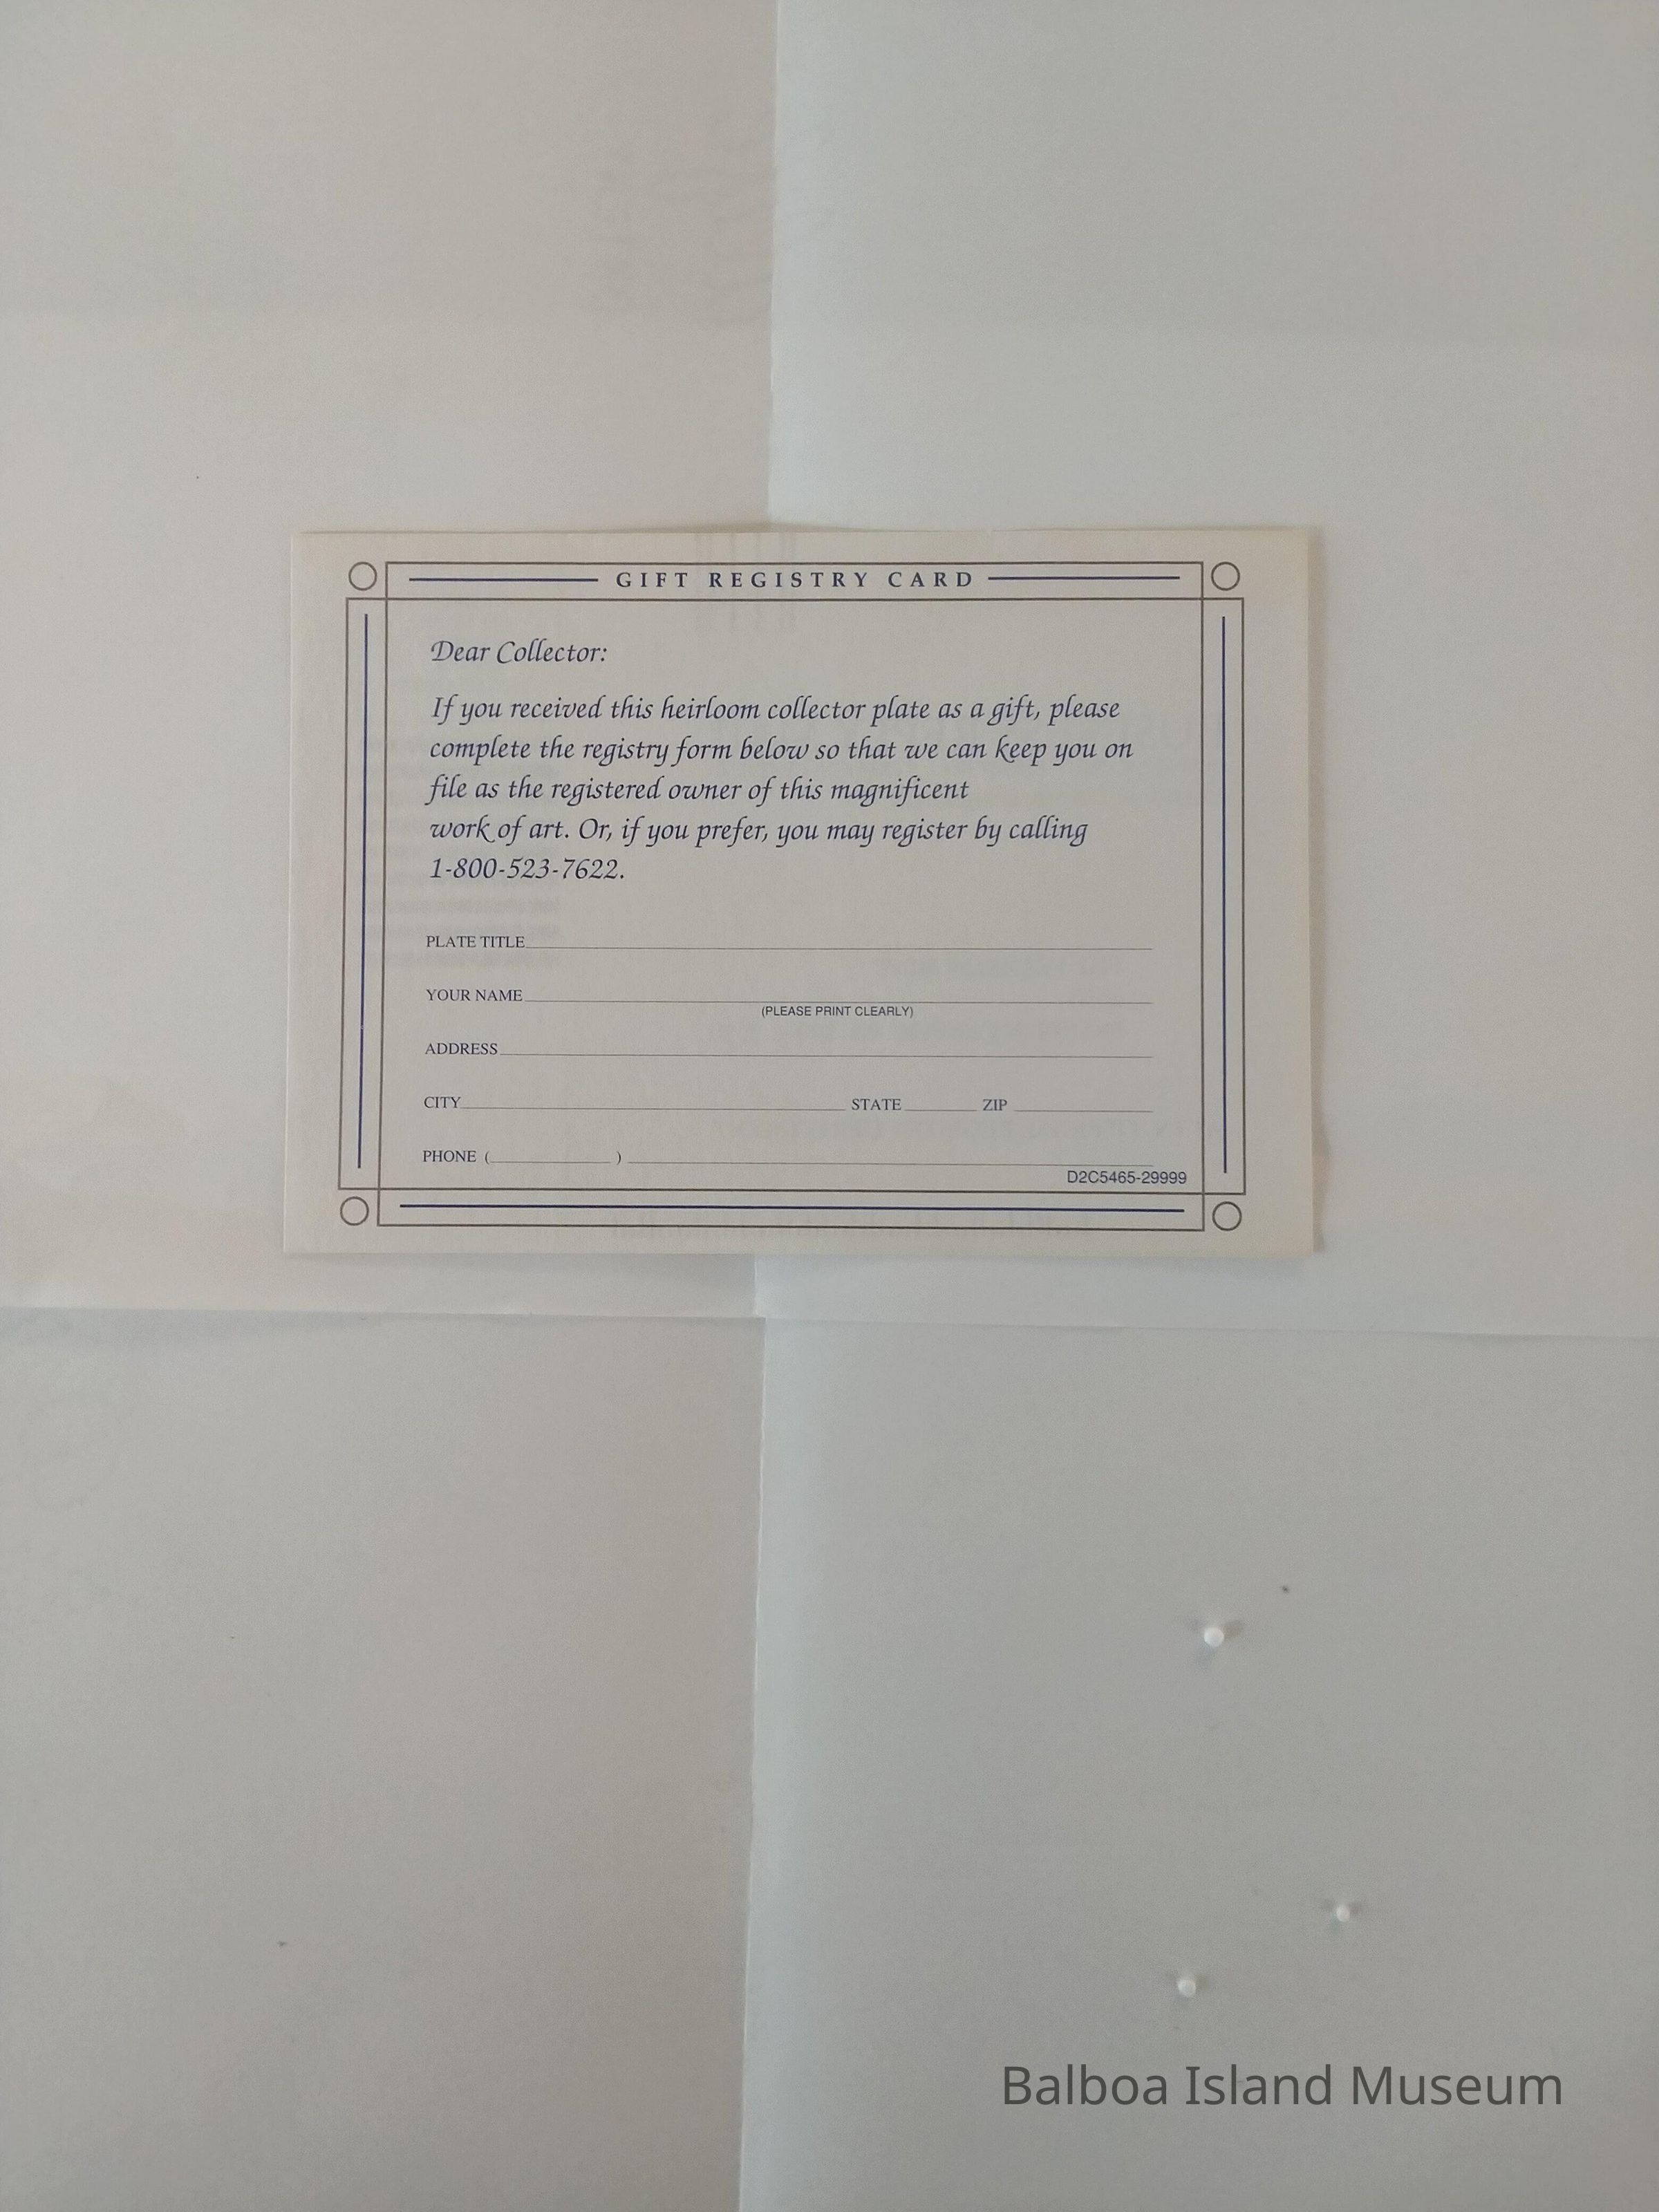 GIFT REGISTRY CARD
Dear Collector:
If you received this heirloom collector plate as a gift, please
complete the registry form below so that we can keep you on
file as the registered owner of this magnificent
work of art. Or, if you prefer, you may register by calling
1-800-523-7622.
PLATE TITLE
YOUR NAME
(PLEASE PRINT CLEARLY)
ADDRESS
CITY STATE ZIP
PHONE ( )
D2C5465-29999
Balboa Island Museum